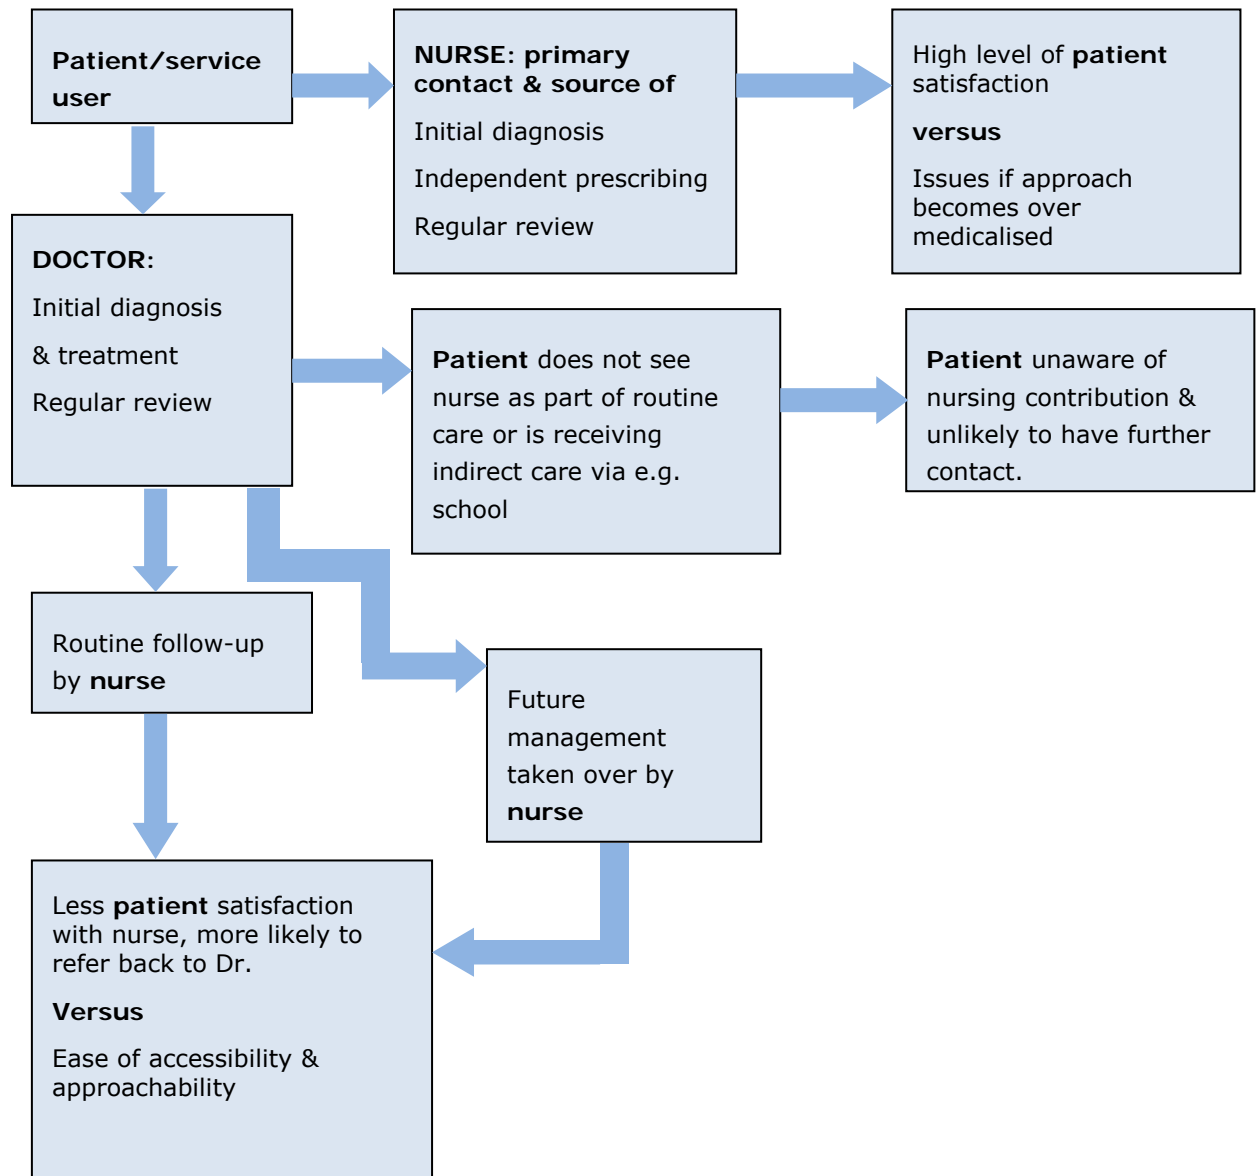 Patient/service
user
NURSE: primary
contact & source of
Initial diagnosis
Independent prescribing
Regular review
High level of patient
satisfaction
versus
Issues if approach
becomes over
medicalised
DOCTOR:
Initial diagnosis
& treatment
Regular review
Patient does not see
nurse as part of routine
care or is receiving
indirect care via e.g.
school
Patient unaware of
nursing contribution &
unlikely to have further
contact.
Routine follow-up
by nurse
Future
management
taken over by
nurse
Less patient satisfaction
with nurse, more likely to
refer back to Dr.
Versus
Ease of accessibility &
approachability